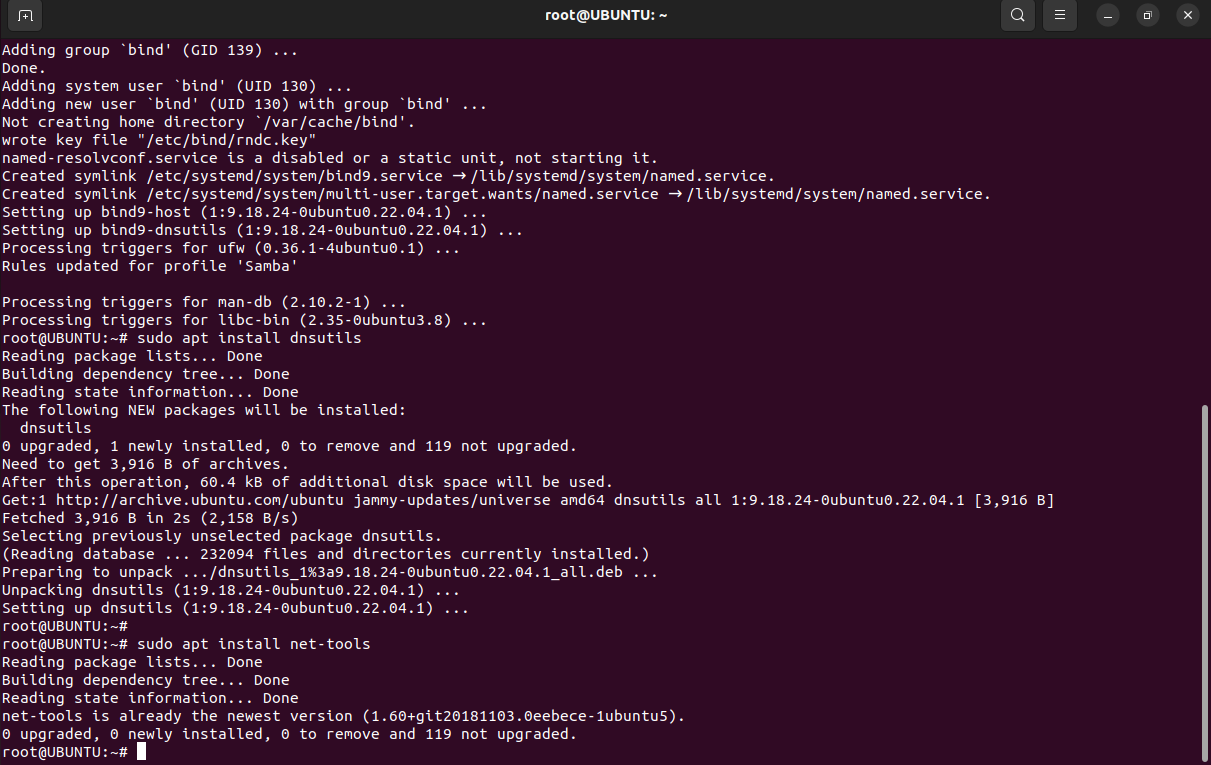 root@UBUNTU: ~
Adding group `bind' (GID 139) ...
Done.
Adding system user `bind' (UID 130) ...
Adding new user `bind' (UID 130) with group `bind' ...
Not creating home directory `/var/cache/bind'.
wrote key file "/etc/bind/rndc.key"
named-resolvconf.service is a disabled or a static unit, not starting it.
Created symlink /etc/systemd/system/bind9.service → /lib/systemd/system/named.service.
Created symlink /etc/systemd/system/multi-user.target.wants/named.service → /lib/systemd/system/named.service.
Setting up bind9-host (1:9.18.24-0ubuntu0.22.04.1) ...
Setting up bind9-dnsutils (1:9.18.24-0ubuntu0.22.04.1) ...
Processing triggers for ufw (0.36.1-4ubuntu0.1) ...
Rules updated for profile 'Samba'

Processing triggers for man-db (2.10.2-1) ...
Processing triggers for libc-bin (2.35-0ubuntu3.8) ...
root@UBUNTU:~# sudo apt install dnsutils
Reading package lists... Done
Building dependency tree... Done
Reading state information... Done
The following NEW packages will be installed:
  dnsutils
0 upgraded, 1 newly installed, 0 to remove and 119 not upgraded.
Need to get 3,916 B of archives.
After this operation, 60.4 kB of additional disk space will be used.
Get:1 http://archive.ubuntu.com/ubuntu jammy-updates/universe amd64 dnsutils all 1:9.18.24-0ubuntu0.22.04.1 [3,916 B]
Fetched 3,916 B in 2s (2,158 B/s)
Selecting previously unselected package dnsutils.
(Reading database ... 232094 files and directories currently installed.)
Preparing to unpack .../dnsutils_1%3a9.18.24-0ubuntu0.22.04.1_all.deb ...
Unpacking dnsutils (1:9.18.24-0ubuntu0.22.04.1) ...
Setting up dnsutils (1:9.18.24-0ubuntu0.22.04.1) ...
root@UBUNTU:~#
root@UBUNTU:~# sudo apt install net-tools
Reading package lists... Done
Building dependency tree... Done
Reading state information... Done
net-tools is already the newest version (1.60+git20181103.0eebece-1ubuntu5).
0 upgraded, 0 newly installed, 0 to remove and 119 not upgraded.
root@UBUNTU:~#